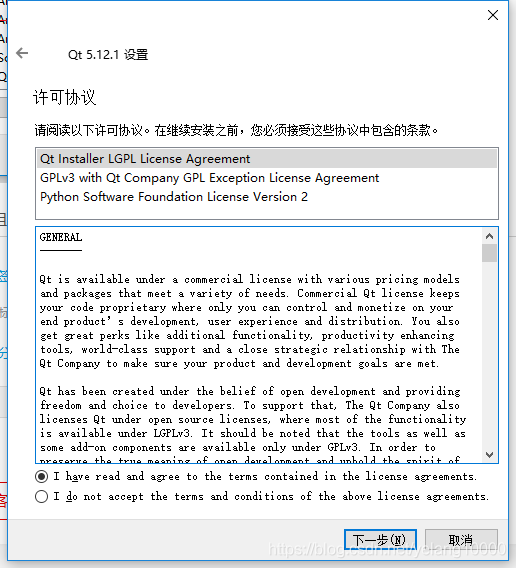 Qt 5.12.1 设置
许可协议
请阅读以下许可协议。在继续安装之前，您必须接受这些协议中包含的条款。
Qt Installer LGPL License Agreement
GPLv3 with Qt Company GPL Exception License Agreement
Python Software Foundation License Version 2
GENERAL
Qt is available under a commercial license with various pricing models
and packages that meet a variety of needs. Commercial Qt license keeps
your code proprietary where only you can control and monetize on your
end product's development, user experience and distribution. You also
get great perks like additional functionality, productivity enhancing
tools, world-class support and a close strategic relationship with The
Qt Company to make sure your product and development goals are met.
Qt has been created under the belief of open development and providing
freedom and choice to developers. To support that, The Qt Company also
licenses Qt under open source licenses, where most of the functionality
is available under LGPLv3. It should be noted that the tools as well as
some add-on components are available only under GPLv3. In order to
preserve the true meaning of open development and uphold the spirit of
I have read and agree to the terms contained in the license agreements.
I do not accept the terms and conditions of the above license agreements.
下一步(N)
取消